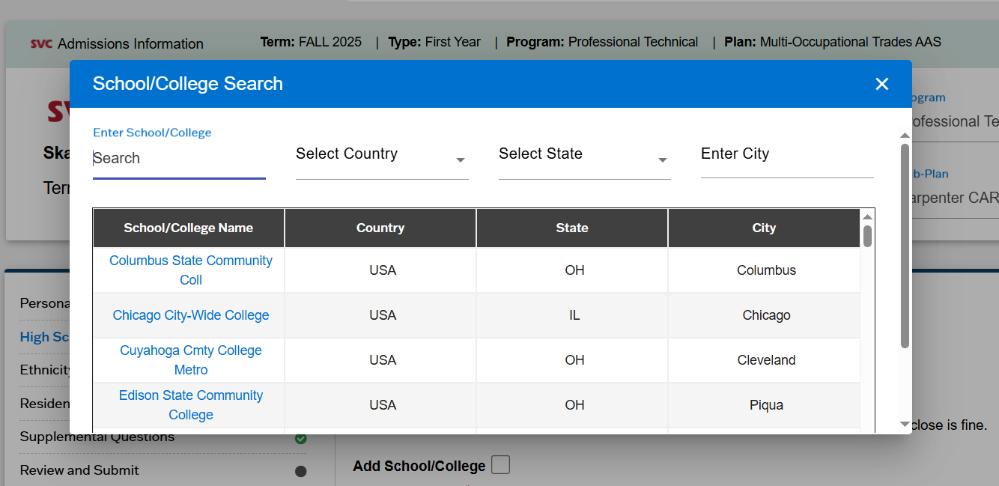 SVC Admissions Information
Term: FALL 2025 | Type: First Year | Program: Professional Technical | Plan: Multi-Occupational Trades AAS
School/College Search
Enter School/College
Search
Select Country
Select State
Enter City
School/College Name Country State City
Columbus State Community
Coll
USA OH Columbus
Chicago City-Wide College USA IL Chicago
Cuyahoga Cmty College
Metro
USA OH Cleveland
Edison State Community
College
USA OH Piqua
SV
Ska
Ter
ogram
ofessional Te
b-Plan
arpenter CAR
Persona
High Sc
Ethnicity
Residen
Supplemental Questions
Review and Submit
close is fine.
Add School/College